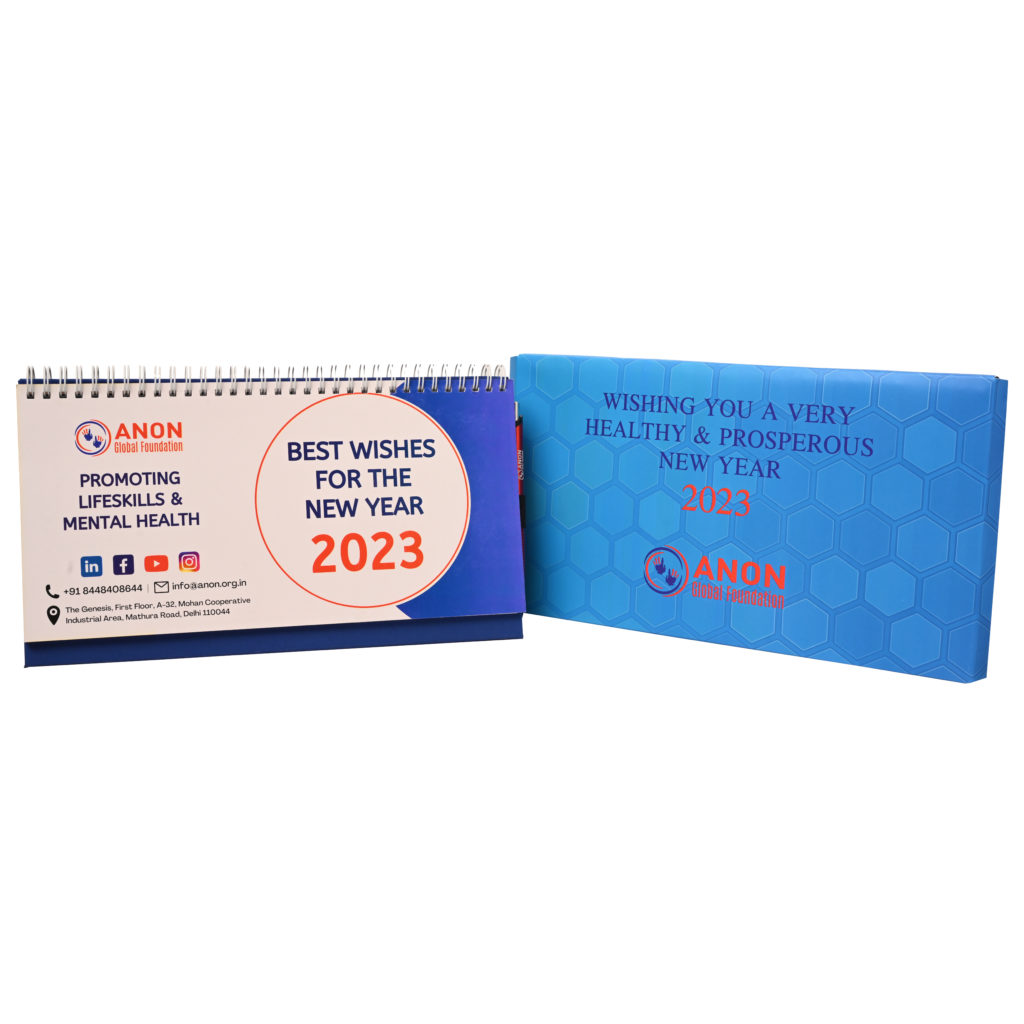 ANON
Global Foundation
PROMOTING
LIFESKILLS &
MENTAL HEALTH
+91 8448408644 | info@anon.org.in
The Genesis, First Floor, A-32, Mohan Cooperative
Industrial Area, Mathura Road, Delhi 110044
BEST WISHES
FOR THE
NEW YEAR
2023
ANON
WISHING YOU A VERY
HEALTHY & PROSPEROUS
NEW YEAR
2023
ANON
Global Foundation